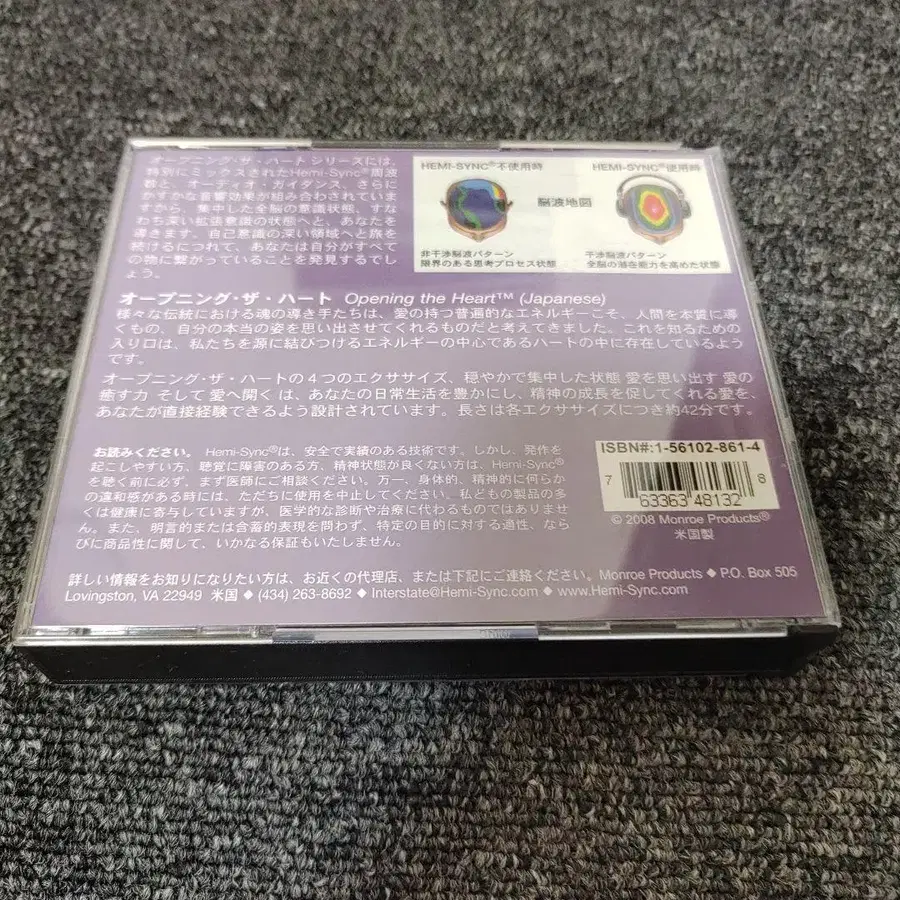 オープニング・ザ・ハート シリーズには、
特別にミックスされたHemi-Sync®周波
数と、オーディオ・ガイダンス、さらに
かすかな音響効果が組み合わされていま
すから、集中した全脳の意識状態、すな
わち深い拡張意識の状態へと、あなたを
導きます。自己意識の深い領域へと旅を
続けるにつれて、あなたは自分がすべて
の物に繋がっていることを発見するでし
ょう。
HEMI-SYNC®不使用時
HEMI-SYNC®使用時
脳波地図
非干渉脳波パターン
限界のある思考プロセス状態
干渉脳波パターン
全脳の潜在能力を高めた状態
オープニング・ザ・ハート Opening the Heart™ (Japanese)
様々な伝統における魂の導き手たちは、愛の持つ普遍的なエネルギーこそ、人間を本質に導
くもの、自分の本当の姿を思い出させてくれるものだと考えてきました。これを知るための
入り口は、私たちを源に結びつけるエネルギーの中心であるハートの中に存在しているよう
です。
オープニング・ザ・ハートの4つのエクササイズ、穏やかで集中した状態 愛を思い出す 愛の
癒す力 そして 愛へ開く は、あなたの日常生活を豊かにし、精神の成長を促してくれる愛を、
あなたが直接経験できるよう設計されています。長さは各エクササイズにつき約42分です。
お読みください。 Hemi-Sync®は、安全で実績のある技術です。しかし、発作を
起こしやすい方、聴覚に障害のある方、精神状態が良くない方は、Hemi-Sync®
を聴く前に必ず、まず医師にご相談ください。万一、身体的、精神的に何らか
の違和感がある時には、ただちに使用を中止してください。私どもの製品の多
くは健康に寄与していますが、医学的な診断や治療に代わるものではありませ
ん。また、明言的または含蓄的表現を問わず、特定の目的に対する適性、なら
びに商品性に関して、いかなる保証もいたしません。
ISBN#:1-56102-861-4
7 63363 48132 8
© 2008 Monroe Products®
米国製
詳しい情報をお知りになりたい方は、お近くの代理店、または下記にご連絡ください。Monroe Products ◆ P.O. Box 505
Lovingston, VA 22949 米国 ◆ (434) 263-8692 ◆ Interstate@Hemi-Sync.com ◆ www.Hemi-Sync.com